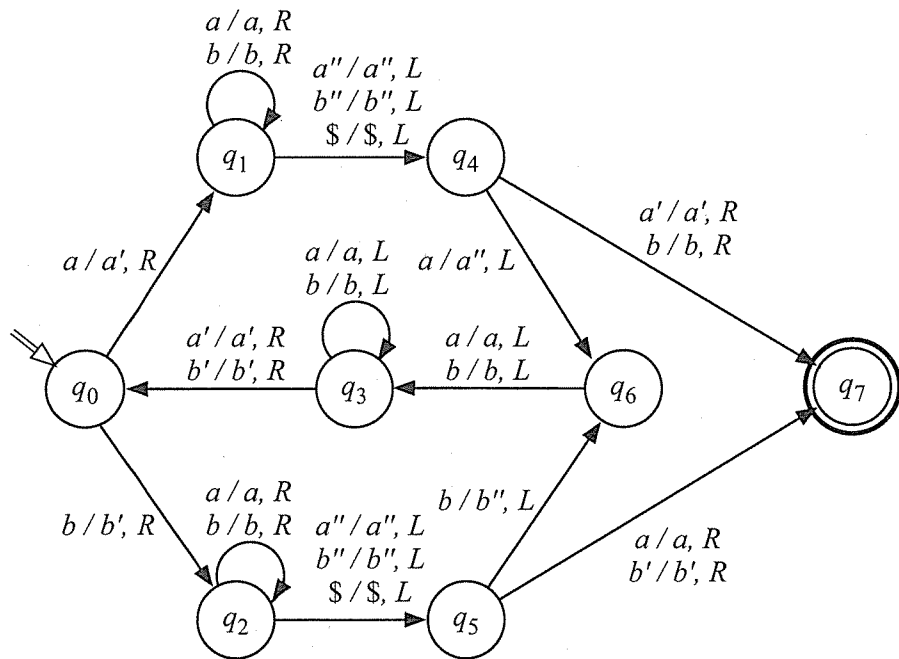 a / a, R
b / b, R
a'' / a'', L
b'' / b'', L
$ / $, L
q1
q4
a / a', R
a' / a', R
b / b, R
a / a, L
b / b, L
a / a'', L
a' / a', R
b' / b', R
a / a, L
b / b, L
q0
q3
q6
q7
b / b', R
a / a, R
b / b, R
a'' / a'', L
b'' / b'', L
$ / $, L
b / b'', L
a / a, R
b' / b', R
q2
q5